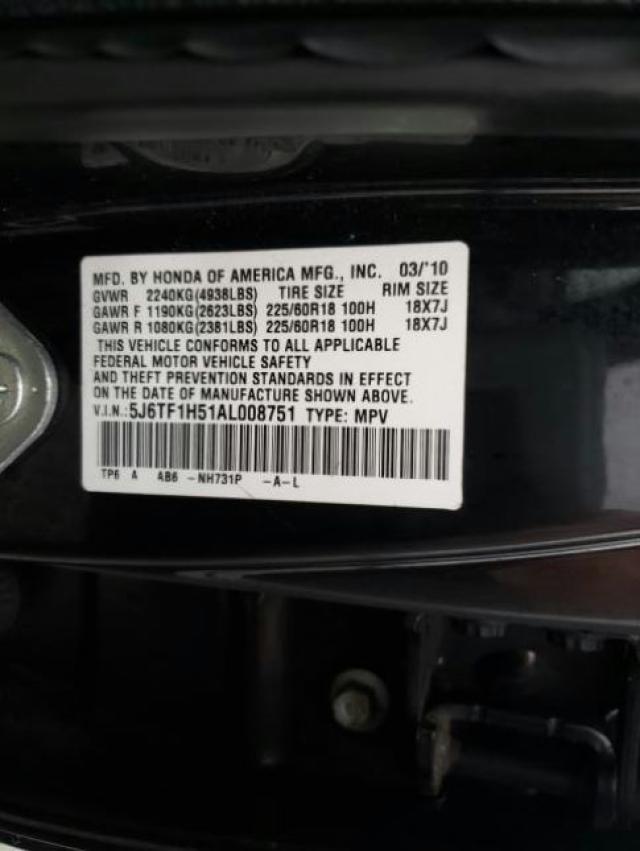 MFD. BY HONDA OF AMERICA MFG., INC. 03/'10
GVWR 2240KG(4938LBS) TIRE SIZE RIM SIZE
GAWR F 1190KG(2623LBS) 225/60R18 100H 18X7J
GAWR R 1080KG(2381LBS) 225/60R18 100H 18X7J
THIS VEHICLE CONFORMS TO ALL APPLICABLE
FEDERAL MOTOR VEHICLE SAFETY
AND THEFT PREVENTION STANDARDS IN EFFECT
ON THE DATE OF MANUFACTURE SHOWN ABOVE.
V.I.N.:5J6TF1H51AL008751 TYPE: MPV
TP6 A AB6 -NH731P -A-L